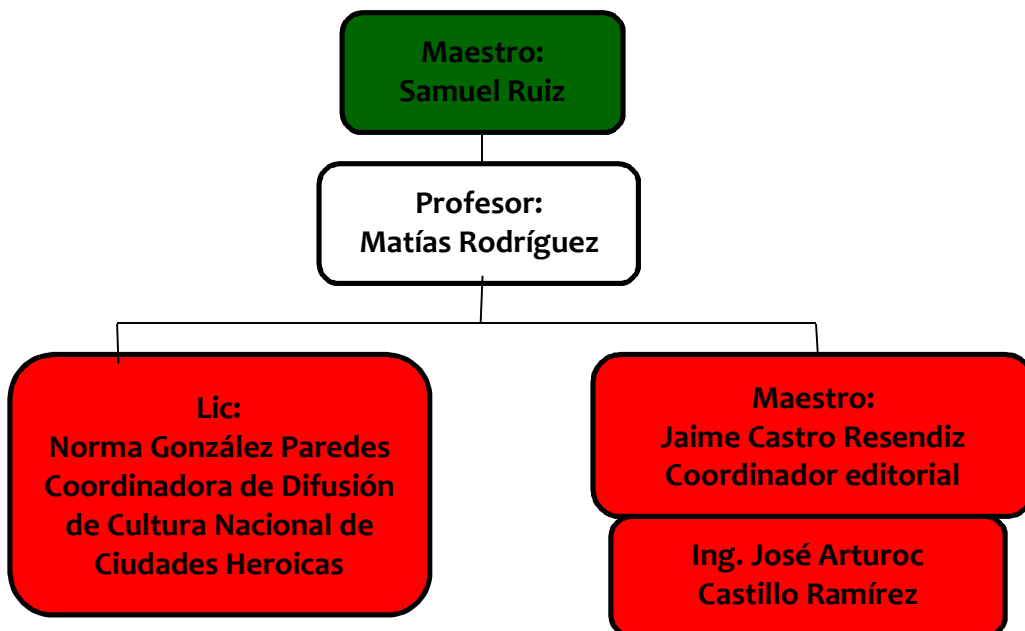 Maestro:
Samuel Ruiz
Profesor:
Matías Rodríguez
Lic:
Norma González Paredes
Coordinadora de Difusión
de Cultura Nacional de
Ciudades Heroicas
Maestro:
Jaime Castro Resendiz
Coordinador editorial
Ing. José Arturoc
Castillo Ramírez